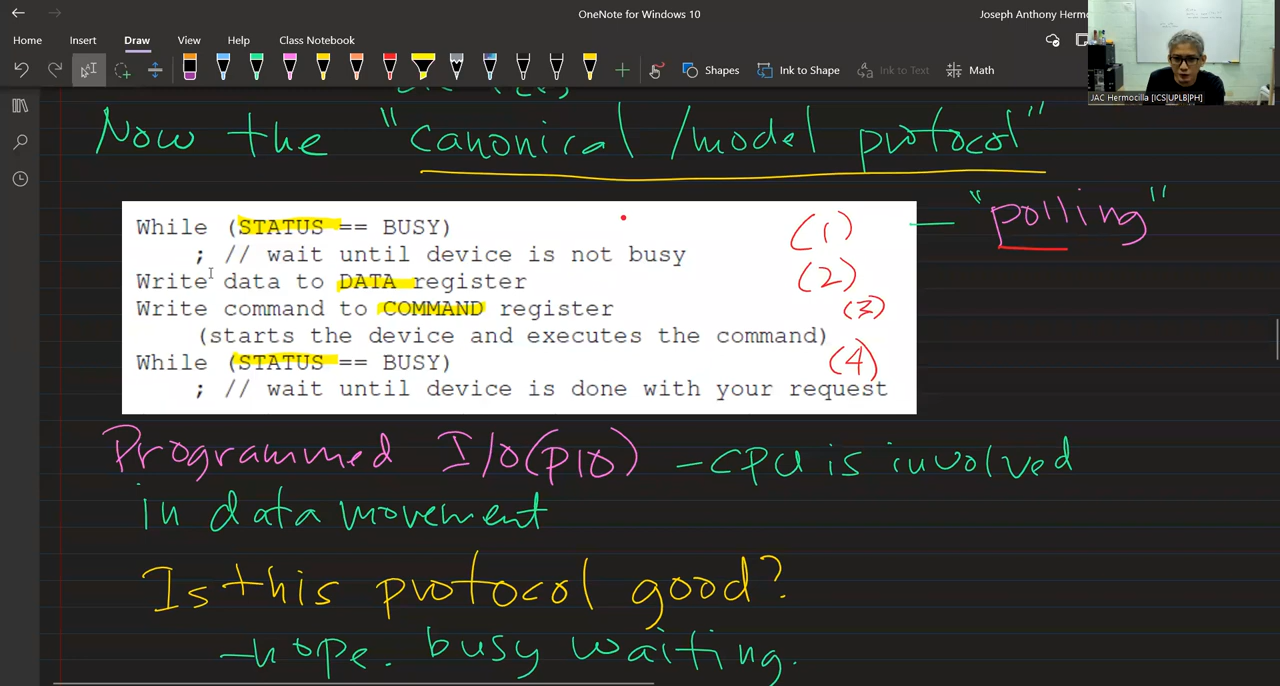 OneNote for Windows 10
Joseph Anthony Hermo
Home Insert Draw View Help Class Notebook
Shapes Ink to Shape Ink to Text Math
JAC Hermocilla [ICS|UPLB|PH]
Now the "canonical /model protocol"
While (STATUS == BUSY) (1) - "polling"
; // wait until device is not busy
Write data to DATA register (2)
Write command to COMMAND register (3)
(starts the device and executes the command)
While (STATUS == BUSY) (4)
; // wait until device is done with your request
Programmed I/O (PIO) - CPU is involved
in data movement
Is this protocol good?
- nope. busy waiting.